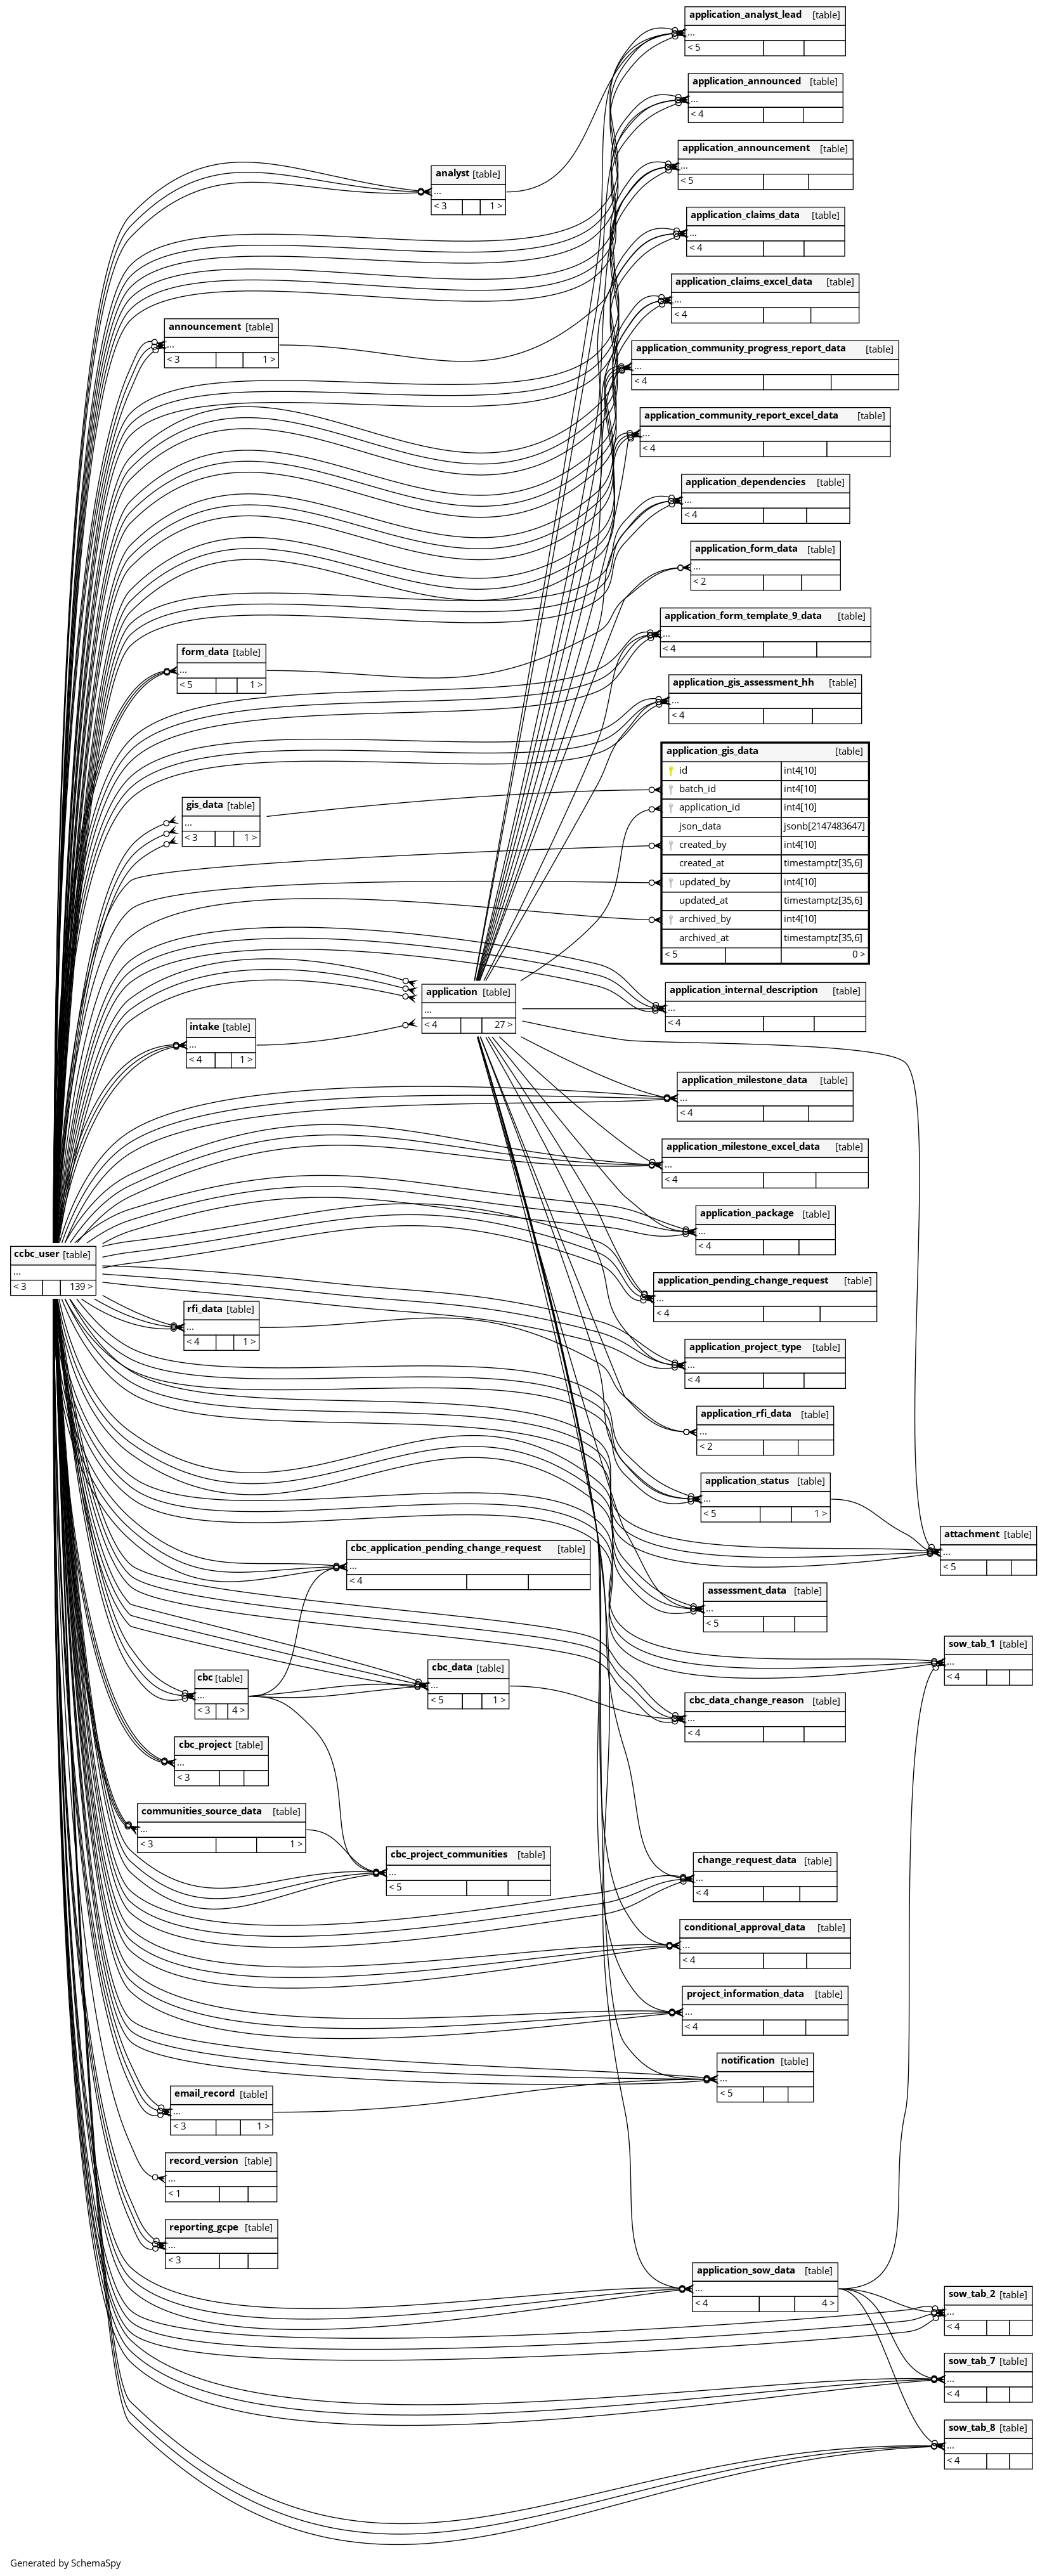 application_analyst_lead [table]
...
< 5
application_announced [table]
...
< 4
application_announcement [table]
...
< 5
analyst [table]
...
< 3 1 >
application_claims_data [table]
...
< 4
application_claims_excel_data [table]
...
< 4
announcement [table]
...
< 3 1 >
application_community_progress_report_data [table]
...
< 4
application_community_report_excel_data [table]
...
< 4
application_dependencies [table]
...
< 4
application_form_data [table]
...
< 2
application_form_template_9_data [table]
...
< 4
form_data [table]
...
< 5 1 >
application_gis_assessment_hh [table]
...
< 4
application_gis_data [table]
id int4[10]
batch_id int4[10]
application_id int4[10]
json_data jsonb[2147483647]
created_by int4[10]
created_at timestamptz[35,6]
updated_by int4[10]
updated_at timestamptz[35,6]
archived_by int4[10]
archived_at timestamptz[35,6]
< 5 0 >
gis_data [table]
...
< 3 1 >
application [table]
...
< 4 27 >
application_internal_description [table]
...
< 4
intake [table]
...
< 4 1 >
application_milestone_data [table]
...
< 4
application_milestone_excel_data [table]
...
< 4
application_package [table]
...
< 4
ccbc_user [table]
...
< 3 139 >
application_pending_change_request [table]
...
< 4
rfi_data [table]
...
< 4 1 >
application_project_type [table]
...
< 4
application_rfi_data [table]
...
< 2
application_status [table]
...
< 5 1 >
attachment [table]
...
< 5
cbc_application_pending_change_request [table]
...
< 4
assessment_data [table]
...
< 5
sow_tab_1 [table]
...
< 4
cbc [table]
...
< 3 4 >
cbc_data [table]
...
< 5 1 >
cbc_data_change_reason [table]
...
< 4
cbc_project [table]
...
< 3
communities_source_data [table]
...
< 3 1 >
cbc_project_communities [table]
...
< 5
change_request_data [table]
...
< 4
conditional_approval_data [table]
...
< 4
project_information_data [table]
...
< 4
notification [table]
...
< 5
email_record [table]
...
< 3 1 >
record_version [table]
...
< 1
reporting_gcpe [table]
...
< 3
application_sow_data [table]
...
< 4 4 >
sow_tab_2 [table]
...
< 4
sow_tab_7 [table]
...
< 4
sow_tab_8 [table]
...
< 4
Generated by SchemaSpy